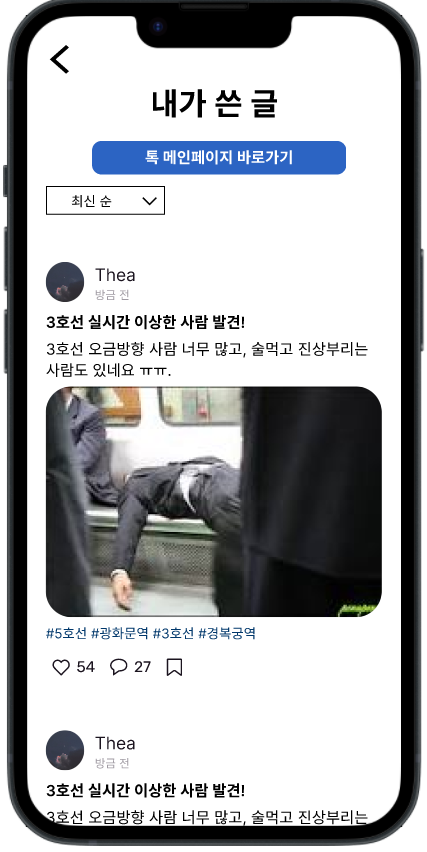 내가 쓴 글
톡 메인페이지 바로가기
최신 순
Thea
방금 전
3호선 실시간 이상한 사람 발견!
3호선 오금방향 사람 너무 많고, 술먹고 진상부리는
사람도 있네요 ㅠㅠ.
#5호선 #광화문역 #3호선 #경복궁역
54 27
Thea
방금 전
3호선 실시간 이상한 사람 발견!
3호선 오금방향 사람 너무 많고, 술먹고 진상부리는